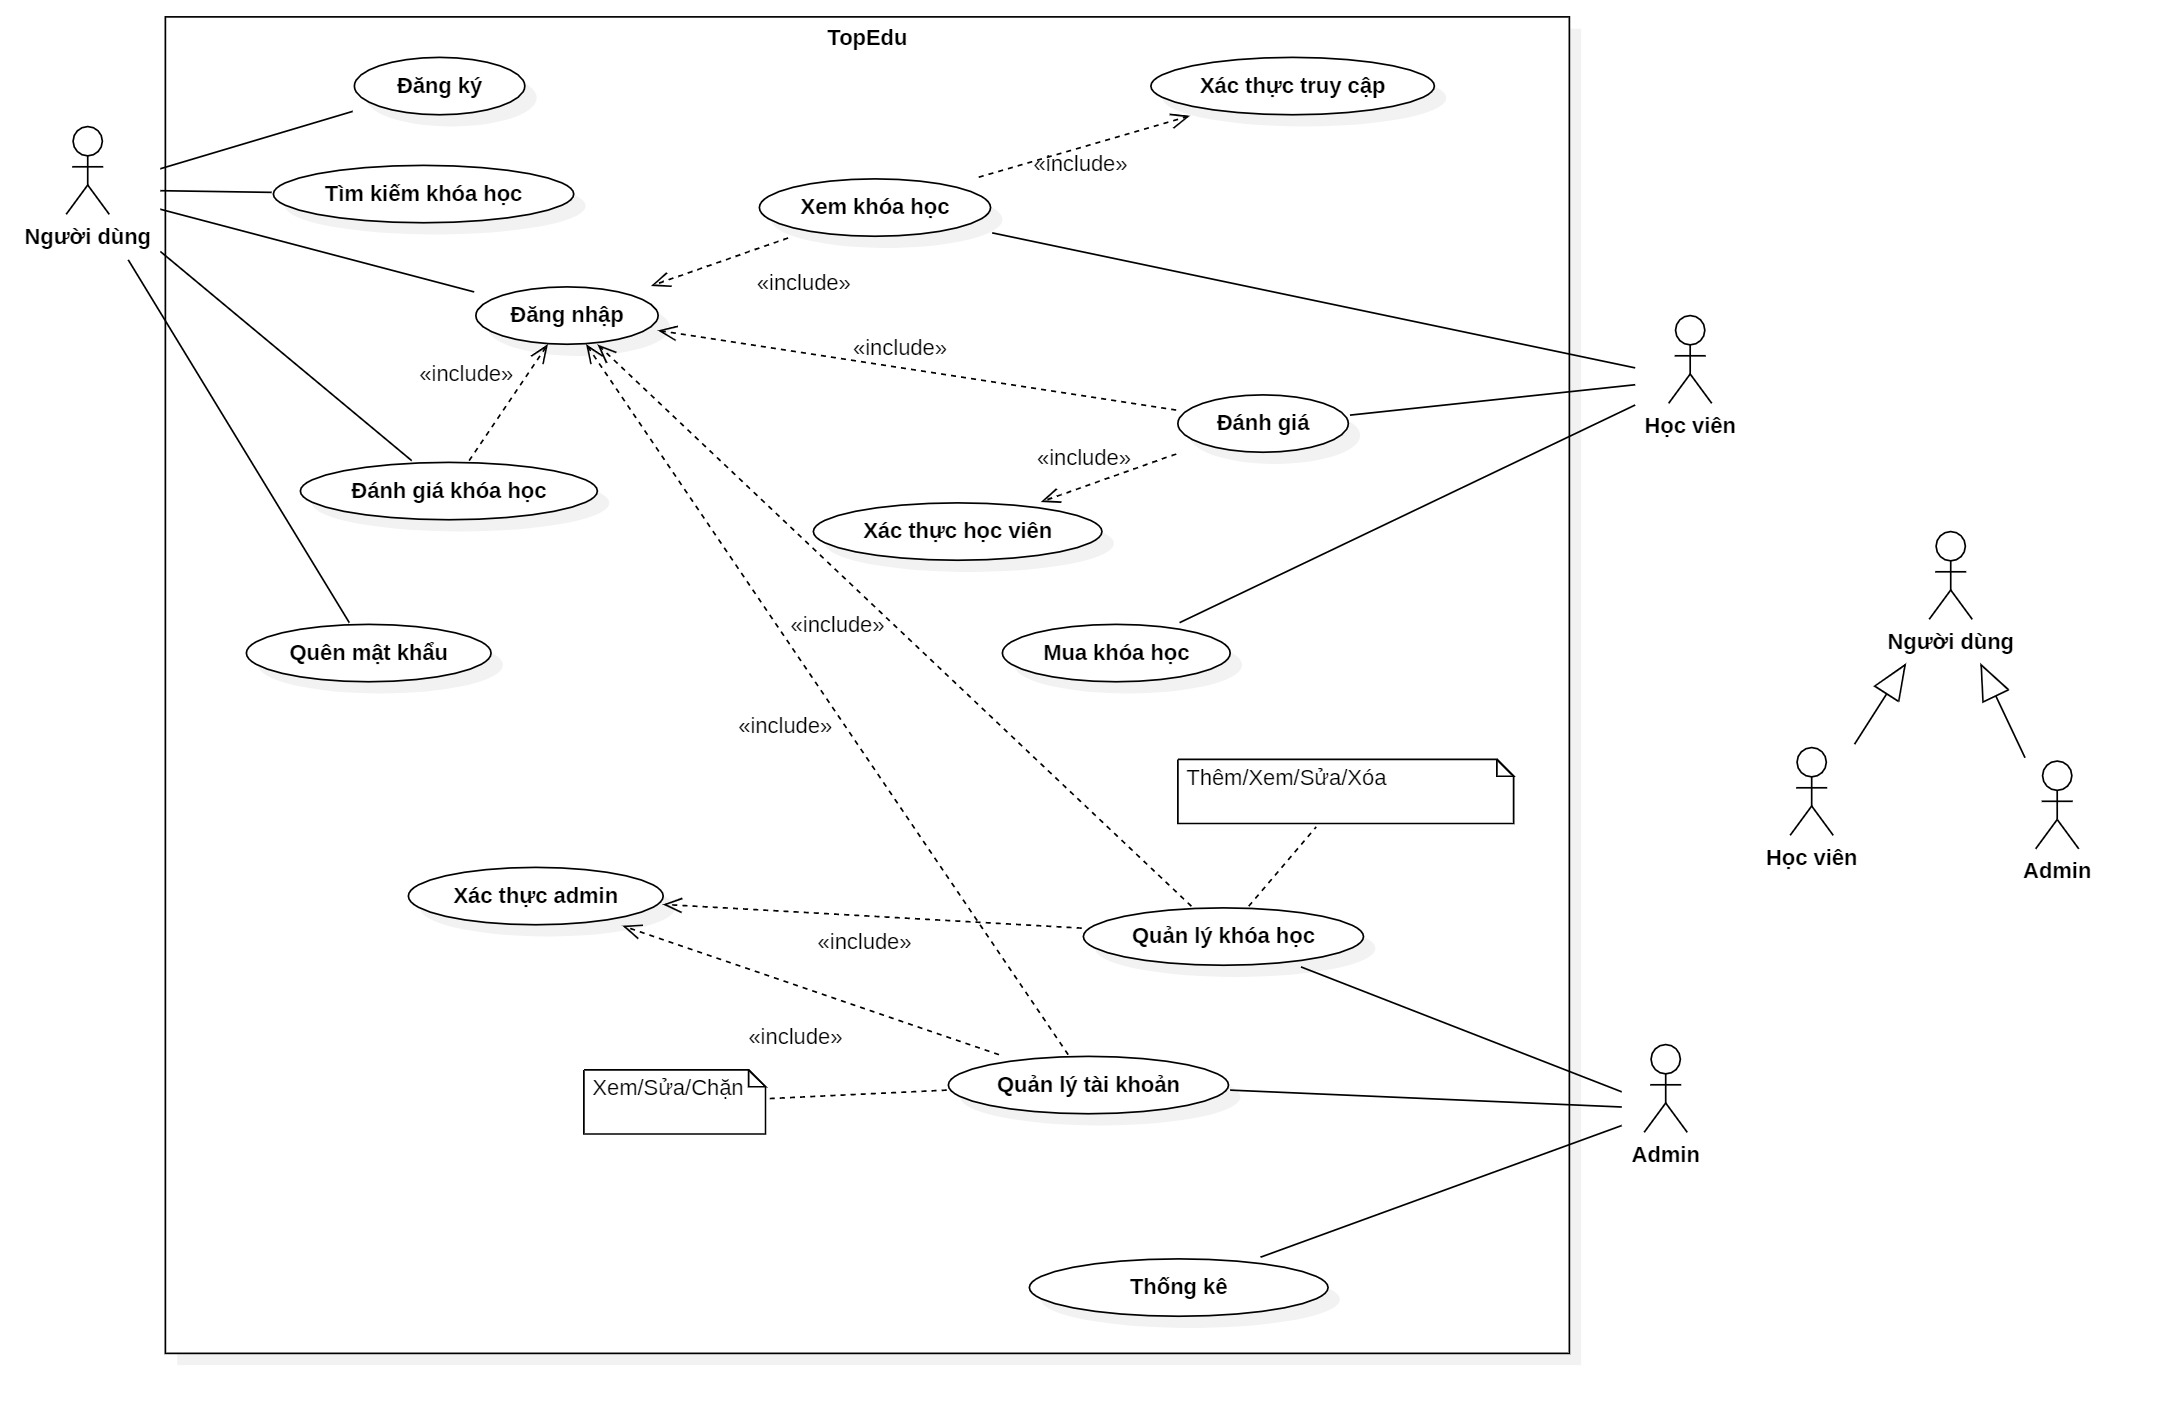 TopEdu
Đăng ký
Xác thực truy cập
«include»
Tìm kiếm khóa học
Xem khóa học
Người dùng
«include»
Đăng nhập
«include»
«include»
Đánh giá
Học viên
«include»
Đánh giá khóa học
Xác thực học viên
«include»
Quên mật khẩu
Mua khóa học
Người dùng
«include»
Thêm/Xem/Sửa/Xóa
Học viên
Admin
Xác thực admin
Quản lý khóa học
«include»
«include»
Xem/Sửa/Chặn
Quản lý tài khoản
Admin
Thống kê